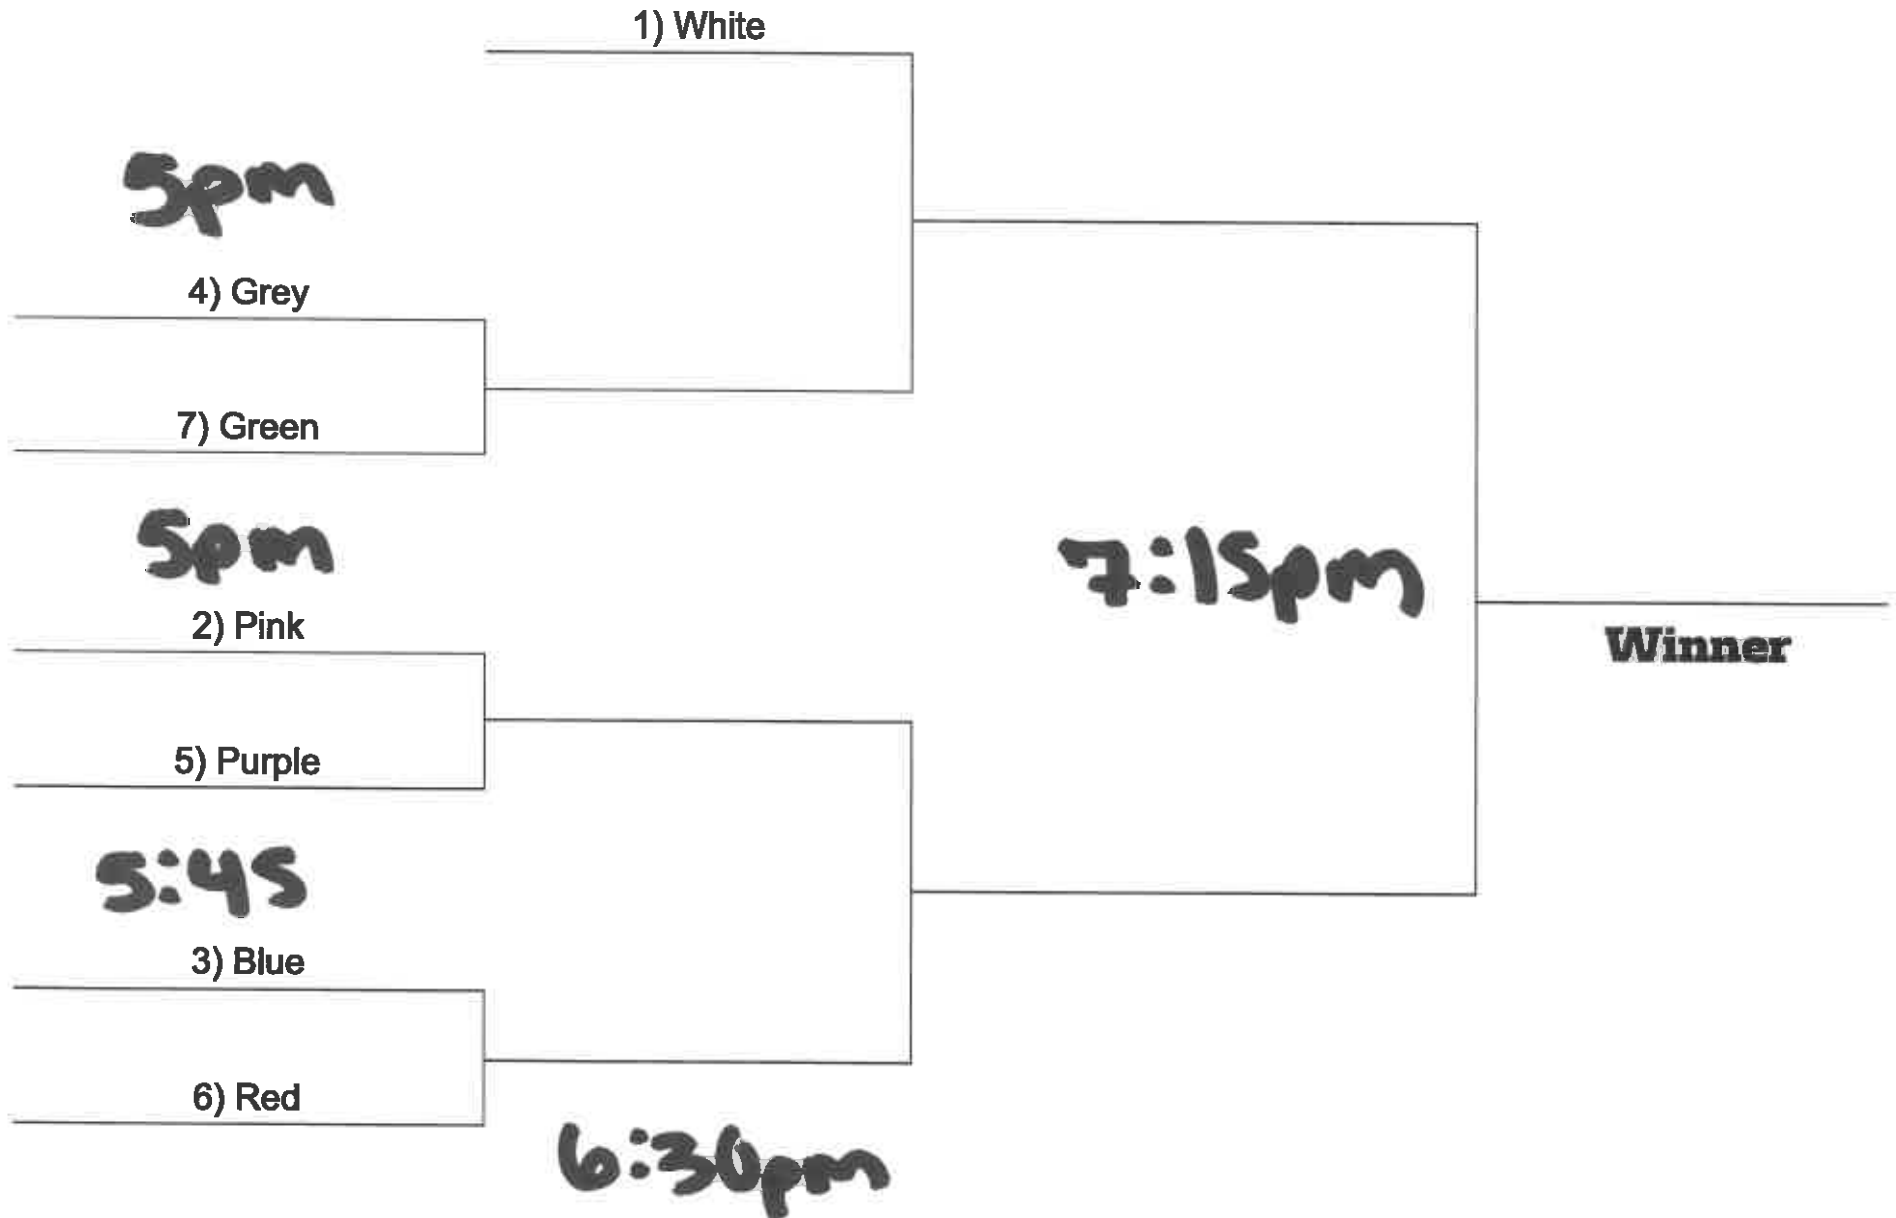 1) White
5pm
4) Grey
7) Green
5pm
2) Pink
5) Purple
7:15pm
Winner
5:45
3) Blue
6) Red
6:30pm